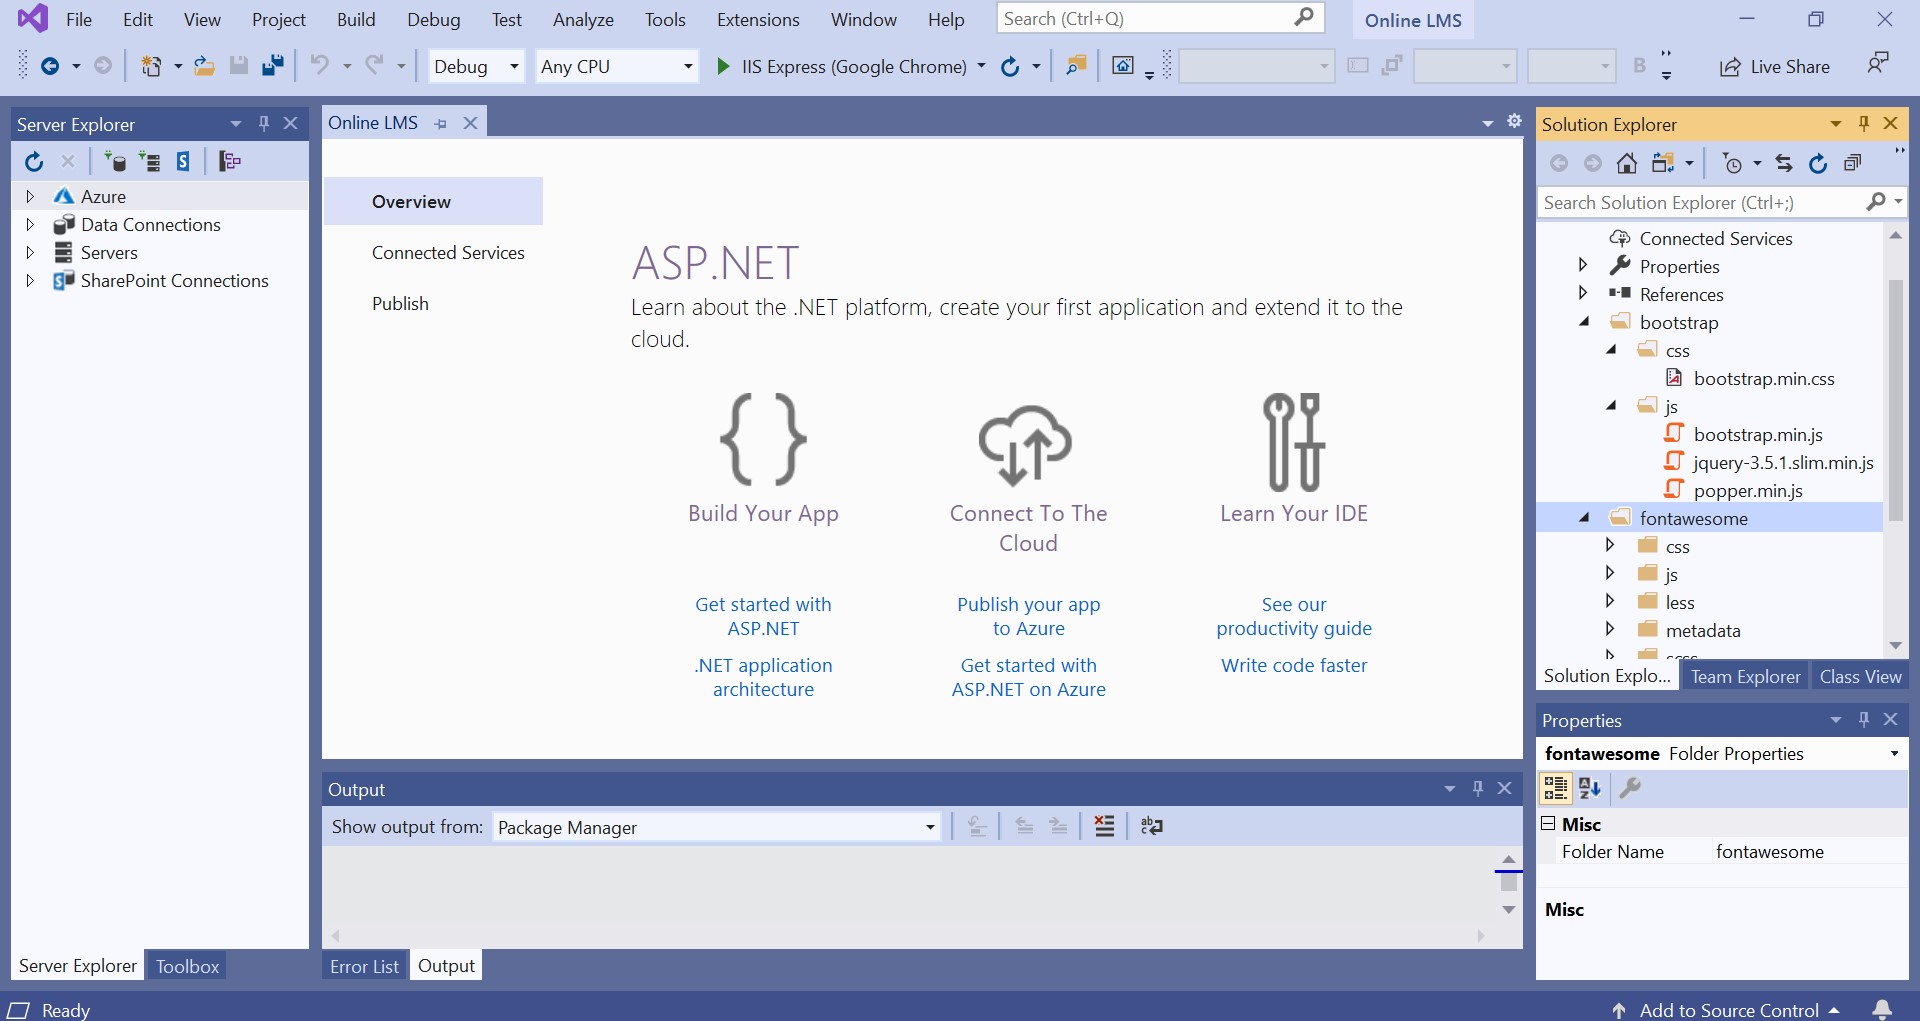 File Edit View Project Build Debug Test Analyze Tools Extensions Window Help Search (Ctrl+Q) Online LMS
Debug Any CPU IIS Express (Google Chrome) B Live Share
Server Explorer
Azure
Data Connections
Servers
SharePoint Connections
Server Explorer Toolbox
Online LMS
Overview
Connected Services
Publish
ASP.NET
Learn about the .NET platform, create your first application and extend it to the
cloud.
Build Your App
Get started with
ASP.NET
.NET application
architecture
Connect To The
Cloud
Publish your app
to Azure
Get started with
ASP.NET on Azure
Learn Your IDE
See our
productivity guide
Write code faster
Output
Show output from: Package Manager
Error List Output
Solution Explorer
Search Solution Explorer (Ctrl+;)
Connected Services
Properties
References
bootstrap
css
bootstrap.min.css
js
bootstrap.min.js
jquery-3.5.1.slim.min.js
popper.min.js
fontawesome
css
js
less
metadata
Solution Explo... Team Explorer Class View
Properties
fontawesome Folder Properties
Misc
Folder Name fontawesome
Misc
Ready Add to Source Control